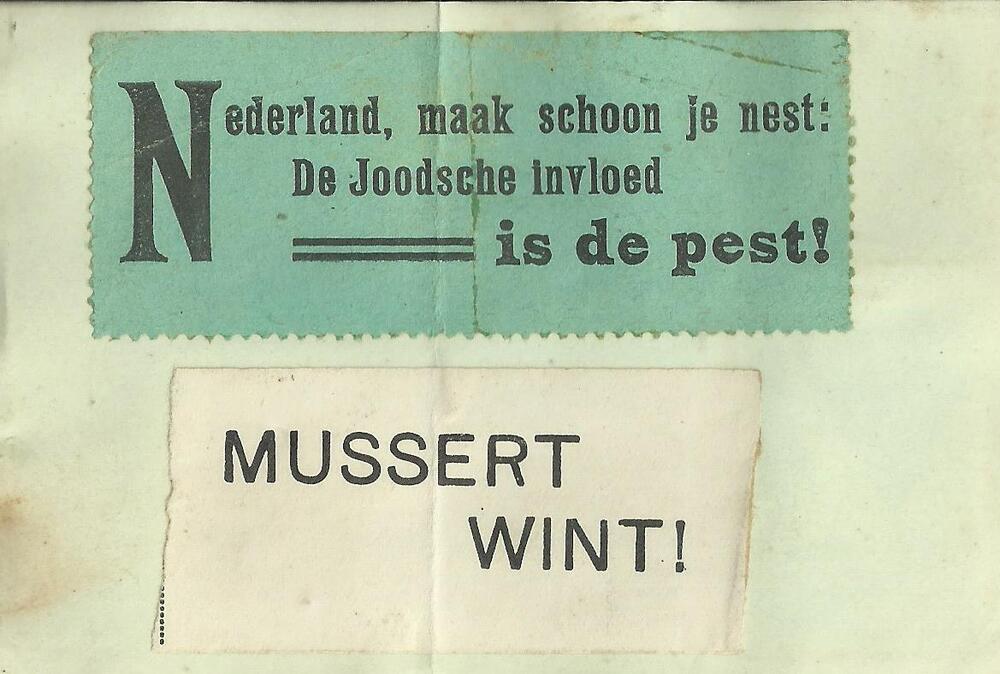 Nederland, maak schoon je nest:
De Joodsche invloed
is de pest!
MUSSERT
WINT!